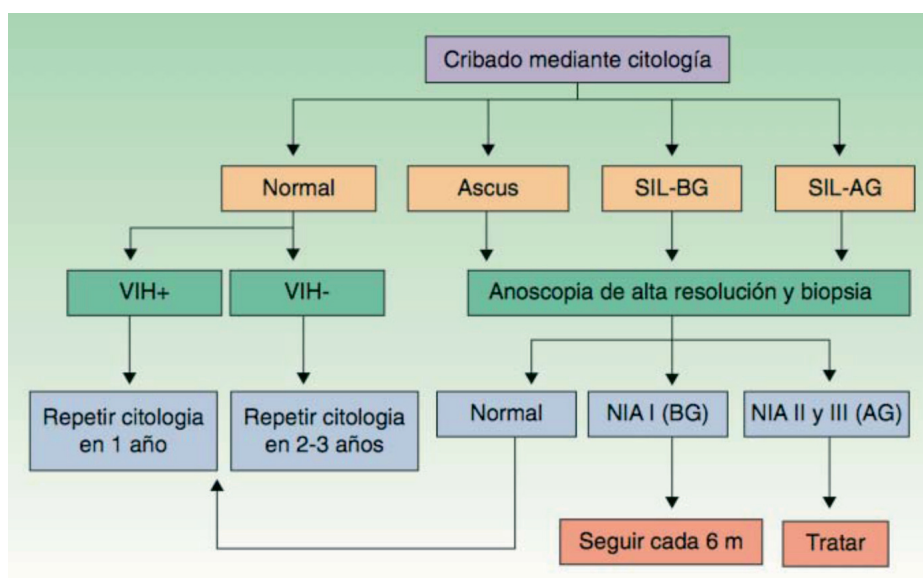 Cribado mediante citología
Normal
Ascus
SIL-BG
SIL-AG
VIH+
VIH-
Anoscopia de alta resolución y biopsia
Repetir citologia
en 1 año
Repetir citologia
en 2-3 años
Normal
NIA I (BG)
NIA II y III (AG)
Seguir cada 6 m
Tratar